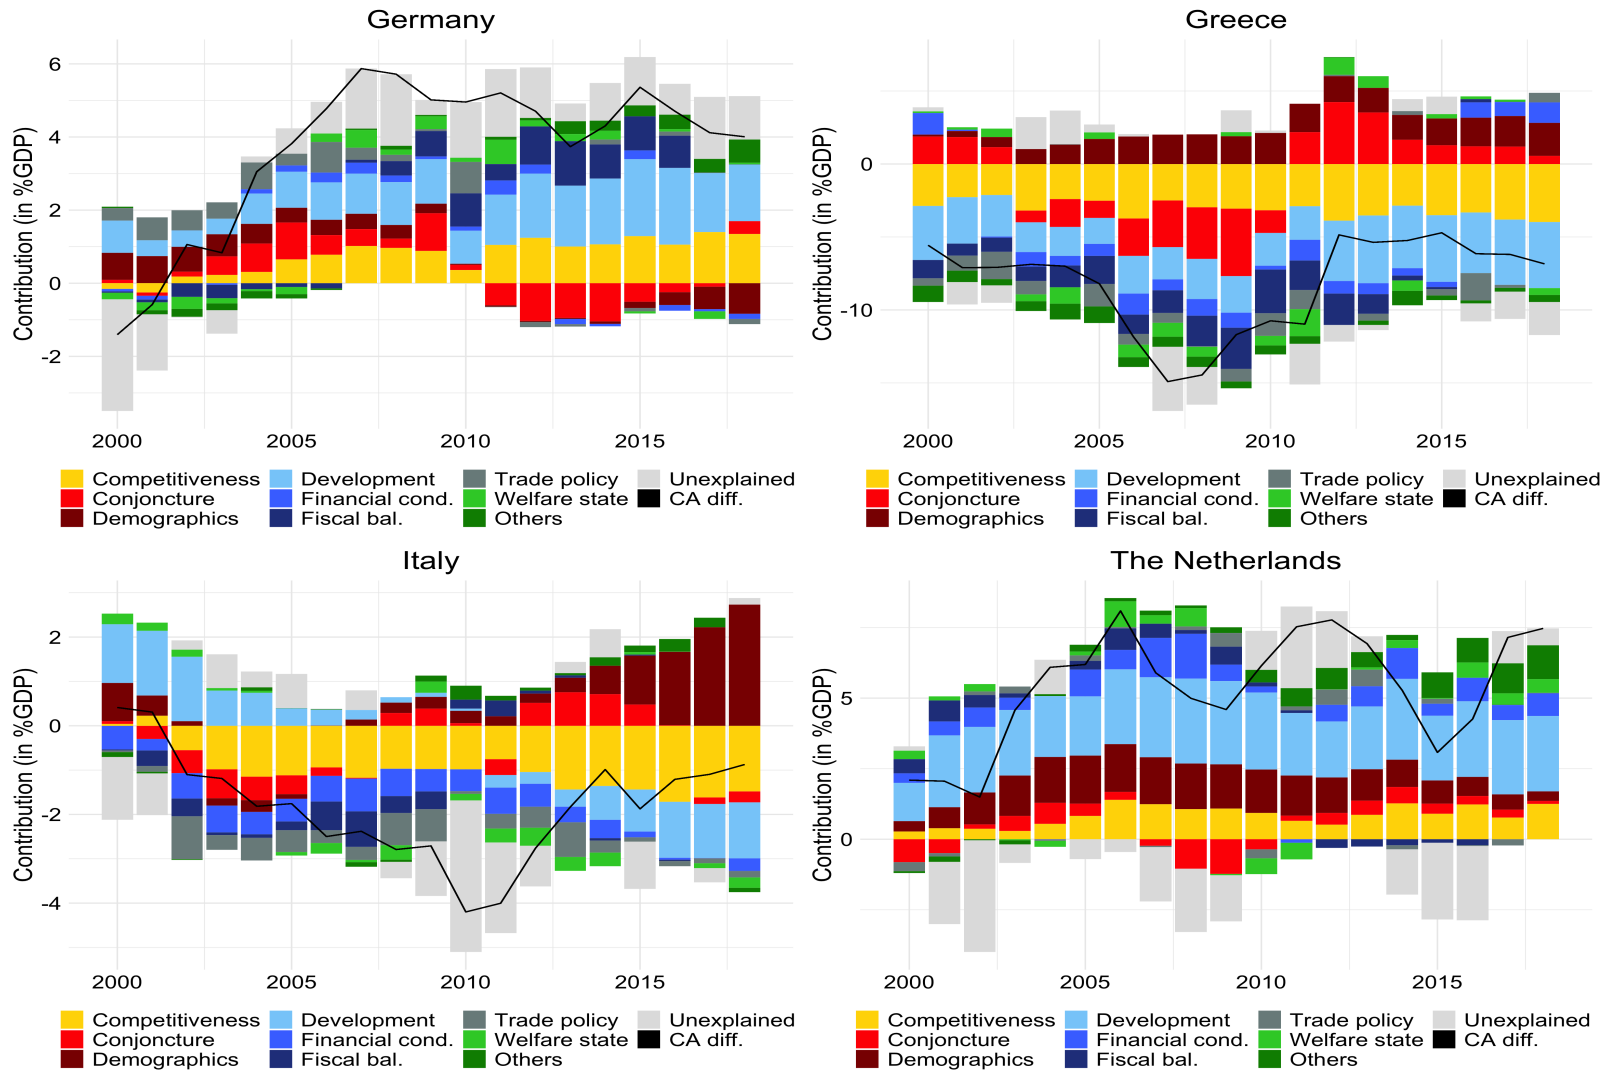 Germany
Contribution (in %GDP)
6
4
2
0
-2
2000 2005 2010 2015
Competitiveness Development Trade policy Unexplained
Conjoncture Financial cond. Welfare state CA diff.
Demographics Fiscal bal. Others
Greece
Contribution (in %GDP)
0
-10
2000 2005 2010 2015
Competitiveness Development Trade policy Unexplained
Conjoncture Financial cond. Welfare state CA diff.
Demographics Fiscal bal. Others
Italy
Contribution (in %GDP)
2
0
-2
-4
2000 2005 2010 2015
Competitiveness Development Trade policy Unexplained
Conjoncture Financial cond. Welfare state CA diff.
Demographics Fiscal bal. Others
The Netherlands
Contribution (in %GDP)
5
0
2000 2005 2010 2015
Competitiveness Development Trade policy Unexplained
Conjoncture Financial cond. Welfare state CA diff.
Demographics Fiscal bal. Others